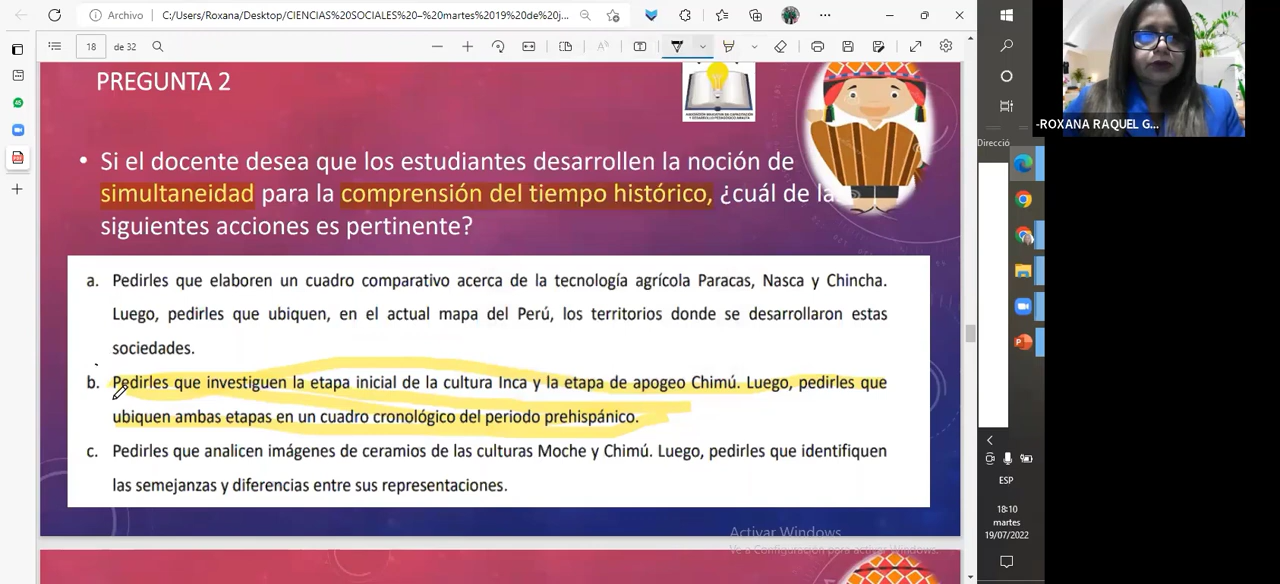 Archivo
C:/Users/Roxana/Desktop/CIENCIAS%20SOCIALES%20–%20martes%2019%20de%20j...
18
de 32
PREGUNTA 2
• Si el docente desea que los estudiantes desarrollen la noción de
simultaneidad para la comprensión del tiempo histórico, ¿cuál de la
siguientes acciones es pertinente?
a. Pedirles que elaboren un cuadro comparativo acerca de la tecnología agrícola Paracas, Nasca y Chincha.
Luego, pedirles que ubiquen, en el actual mapa del Perú, los territorios donde se desarrollaron estas
sociedades.
b. Pedirles que investiguen la etapa inicial de la cultura Inca y la etapa de apogeo Chimú. Luego, pedirles que
ubiquen ambas etapas en un cuadro cronológico del periodo prehispánico.
c. Pedirles que analicen imágenes de ceramios de las culturas Moche y Chimú. Luego, pedirles que identifiquen
las semejanzas y diferencias entre sus representaciones.
Activar Windows
Ve a Configuración para activar Windows.
-ROXANA RAQUEL G...
Direcció
ESP
18:10
martes
19/07/2022